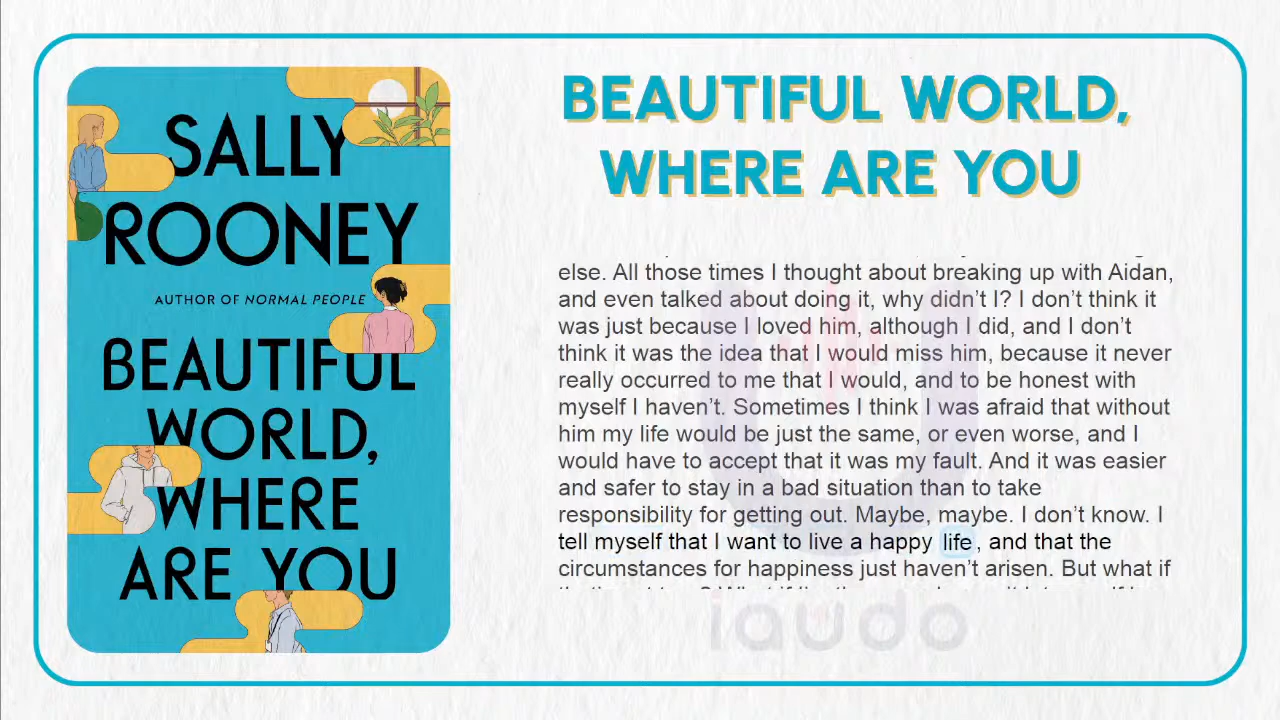 SALLY
ROONEY
AUTHOR OF NORMAL PEOPLE
BEAUTIFUL
WORLD,
WHERE
ARE YOU
BEAUTIFUL WORLD,
WHERE ARE YOU
else. All those times I thought about breaking up with Aidan,
and even talked about doing it, why didn’t I? I don’t think it
was just because I loved him, although I did, and I don’t
think it was the idea that I would miss him, because it never
really occurred to me that I would, and to be honest with
myself I haven’t. Sometimes I think I was afraid that without
him my life would be just the same, or even worse, and I
would have to accept that it was my fault. And it was easier
and safer to stay in a bad situation than to take
responsibility for getting out. Maybe, maybe. I don’t know. I
tell myself that I want to live a happy life, and that the
circumstances for happiness just haven’t arisen. But what if
iaudo